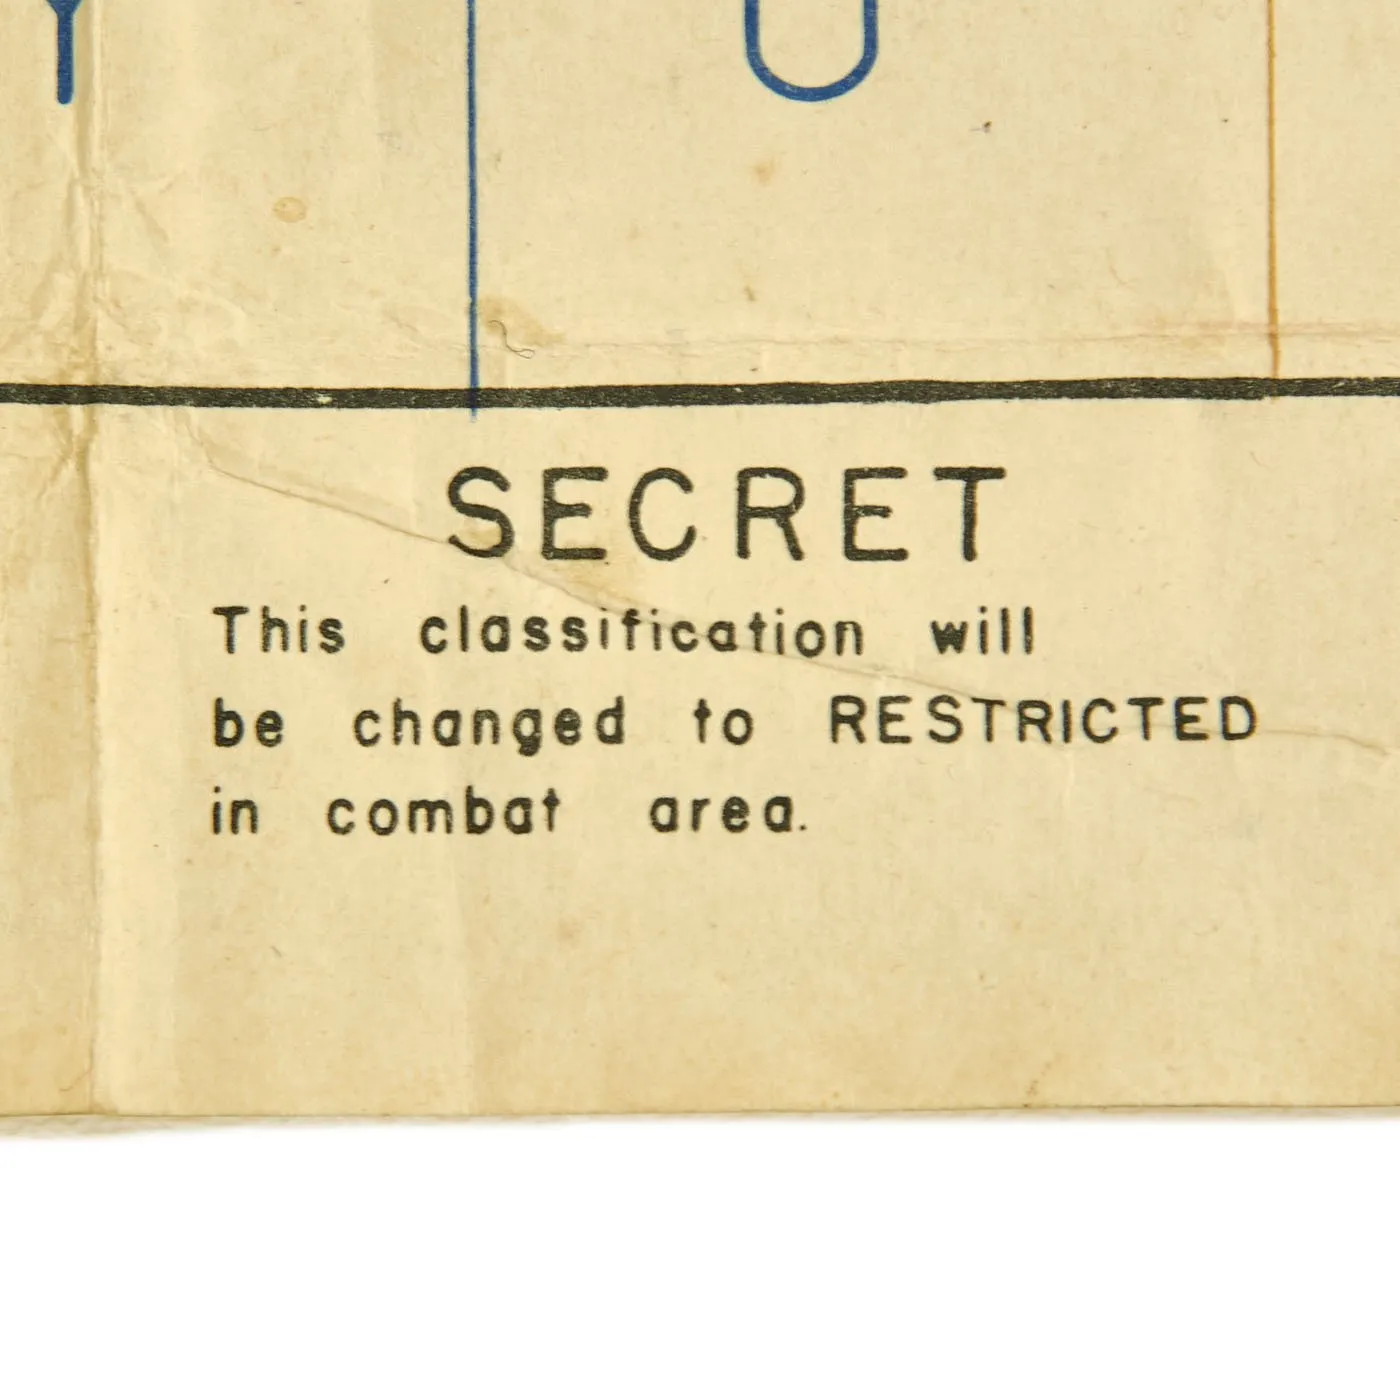 Y U
SECRET
This classification will
be changed to RESTRICTED
in combat area.